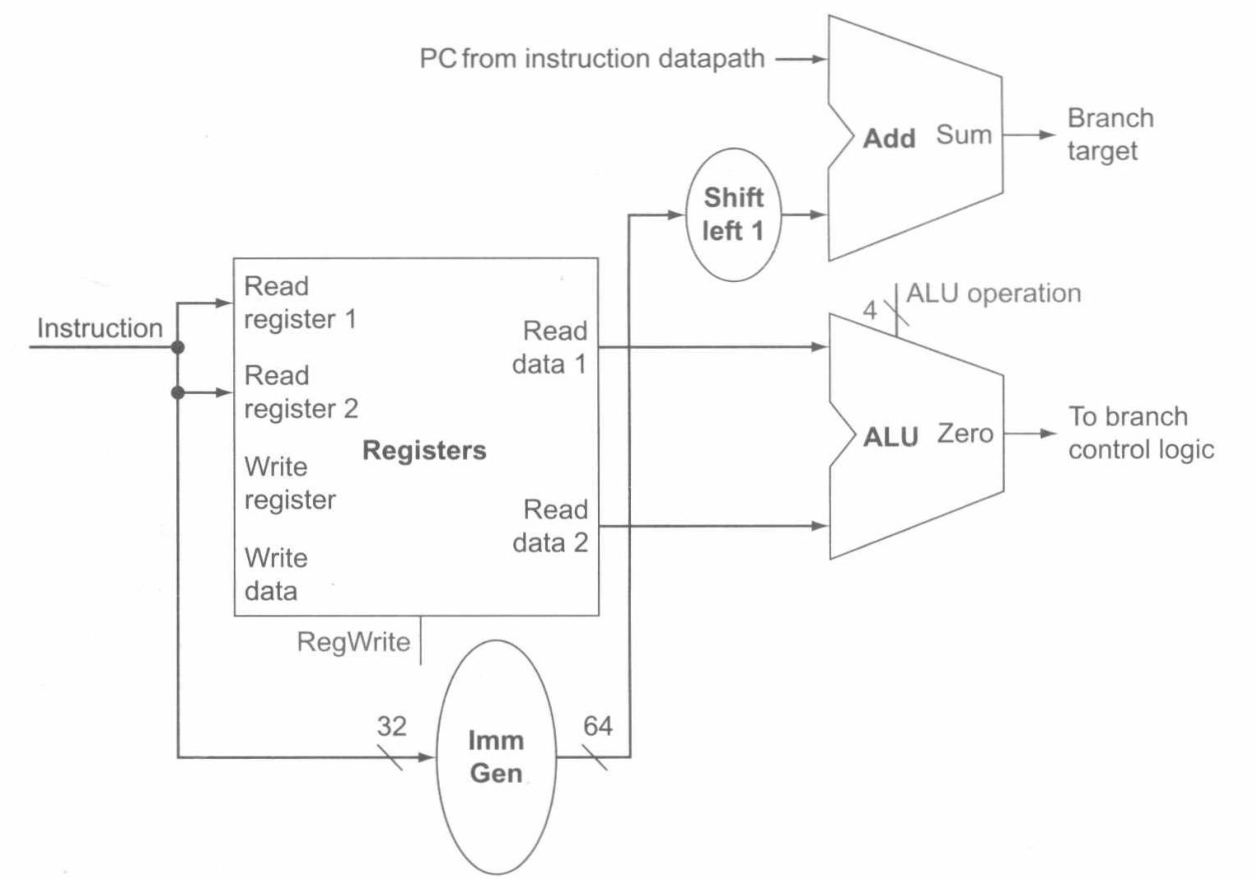 PC from instruction datapath
Add Sum
Branch
target
Shift
left 1
Instruction
Read
register 1
Read
register 2
Write
register
Write
data
Registers
Read
data 1
Read
data 2
RegWrite
4
ALU operation
ALU Zero
To branch
control logic
32
Imm
Gen
64